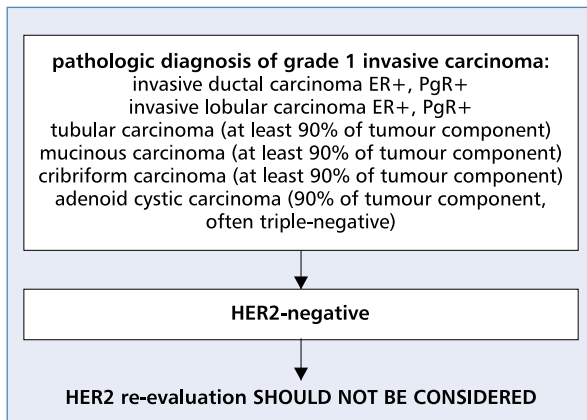 pathologic diagnosis of grade 1 invasive carcinoma:
invasive ductal carcinoma ER+, PgR+
invasive lobular carcinoma ER+, PgR+
tubular carcinoma (at least 90% of tumour component)
mucinous carcinoma (at least 90% of tumour component)
cribriform carcinoma (at least 90% of tumour component)
adenoid cystic carcinoma (90% of tumour component,
often triple-negative)
HER2-negative
HER2 re-evaluation SHOULD NOT BE CONSIDERED